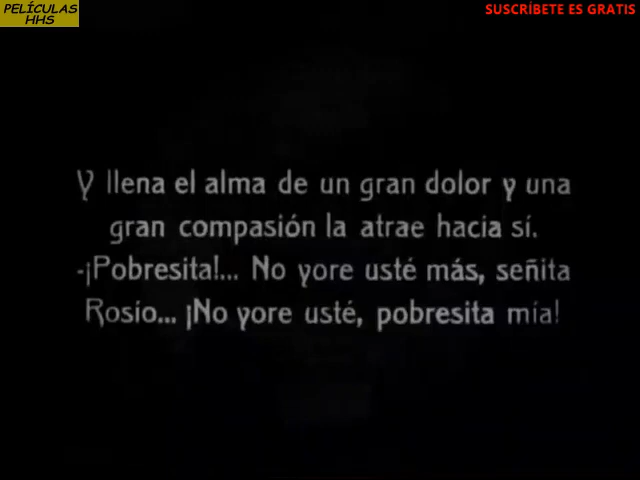 PELÍCULAS
HHS
SUSCRÍBETE ES GRATIS
Y llena el alma de un gran dolor y una
gran compasión la atrae hacia sí.
-¡Pobresita!... No yore usté más, señita
Rosío... ¡No yore usté, pobresita mía!